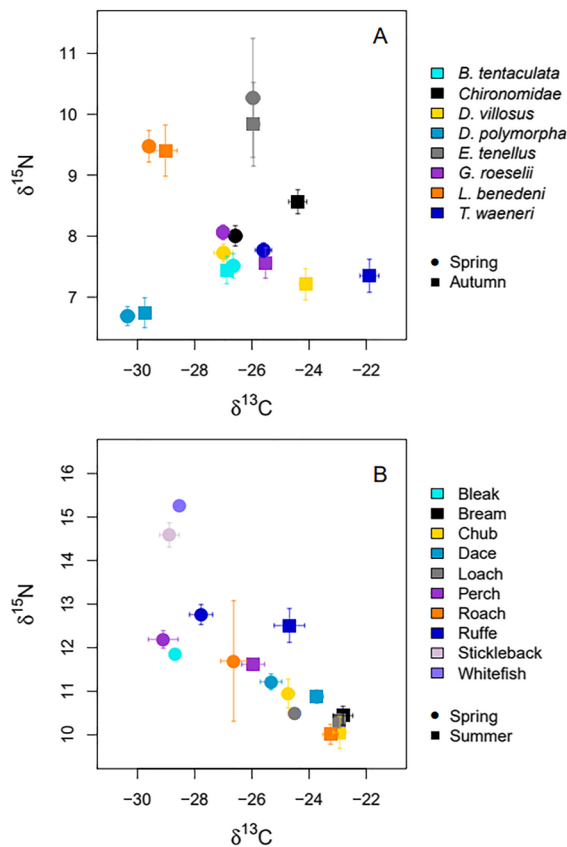 A
11
10
9
8
7
δ15N
−30
−28
−26
−24
−22
δ13C
B. tentaculata
Chironomidae
D. villosus
D. polymorpha
E. tenellus
G. roeselii
L. benedeni
T. waeneri
Spring
Autumn
B
16
15
14
13
12
11
10
δ15N
−30
−28
−26
−24
−22
δ13C
Bleak
Bream
Chub
Dace
Loach
Perch
Roach
Ruffe
Stickleback
Whitefish
Spring
Summer